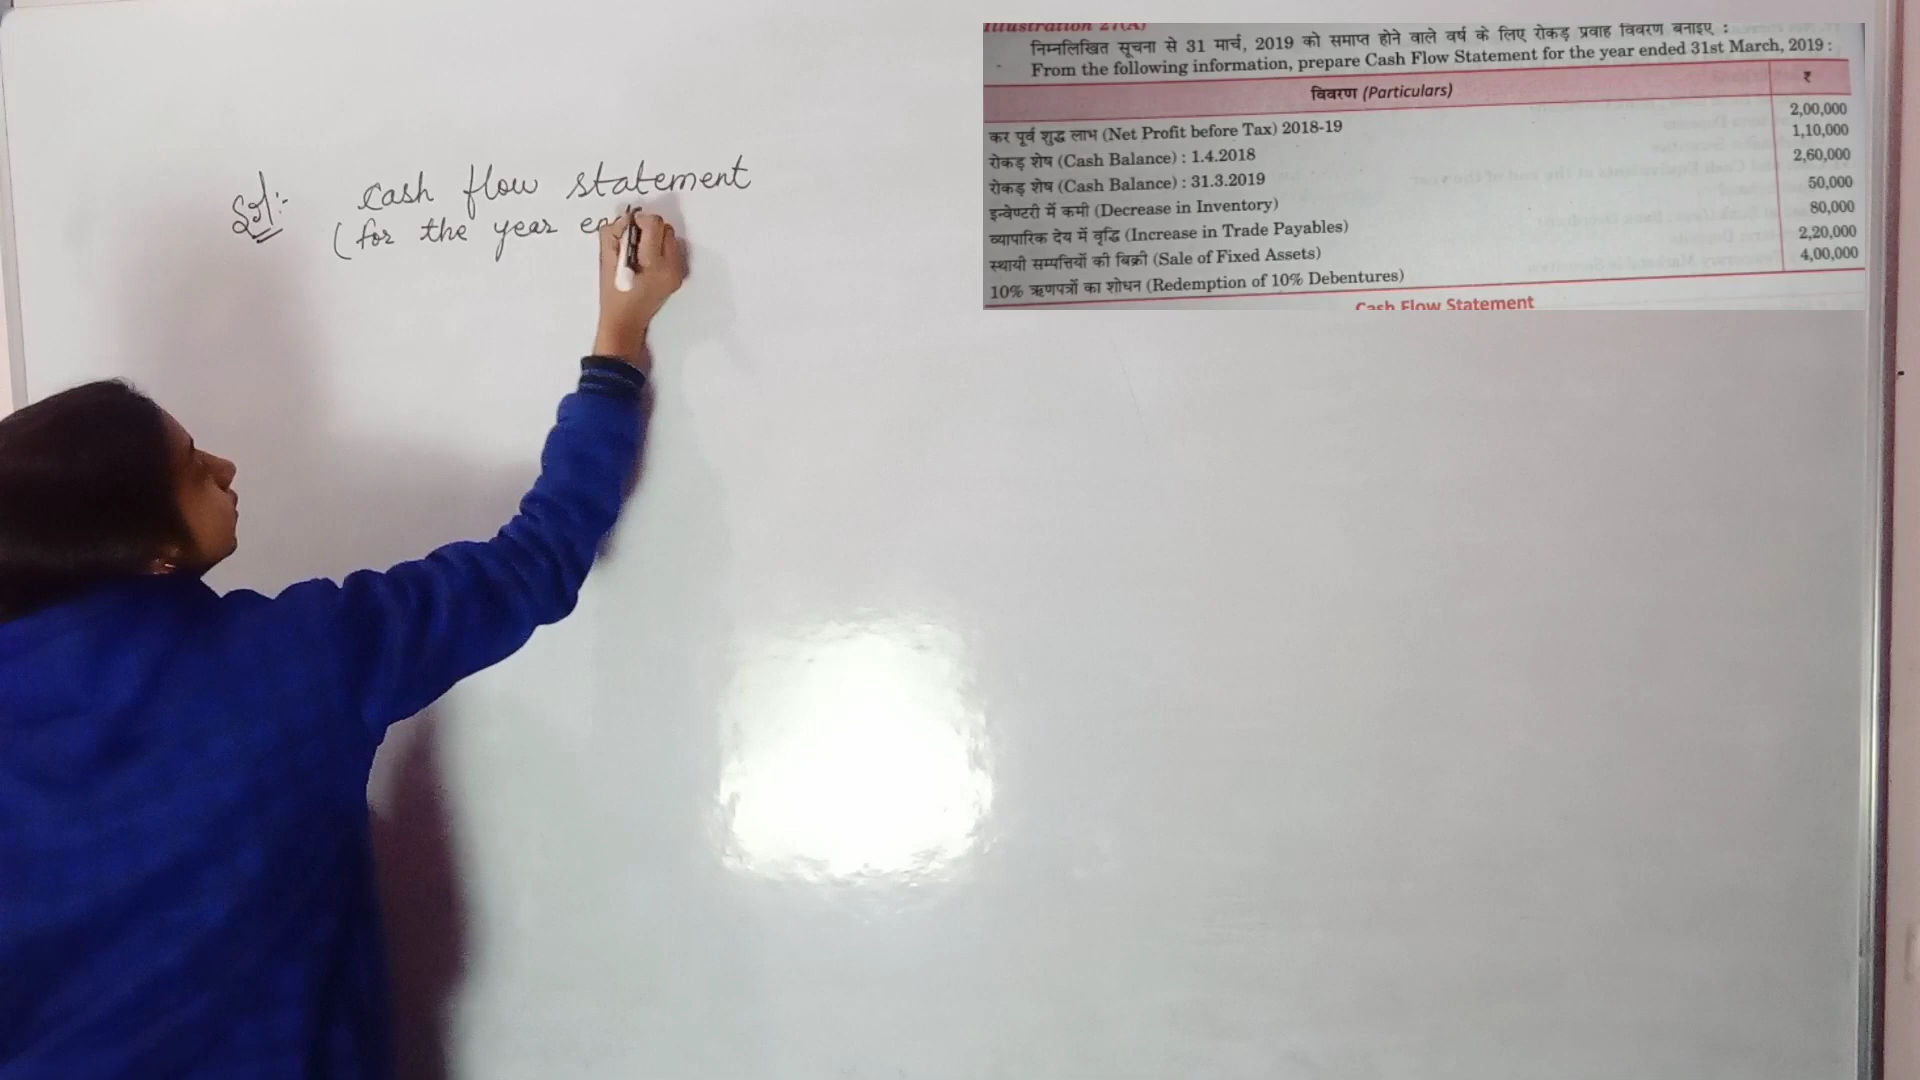 Illustration 27(A)
निम्नलिखित सूचना से 31 मार्च, 2019 को समाप्त होने वाले वर्ष के लिए रोकड़ प्रवाह विवरण बनाइए :
From the following information, prepare Cash Flow Statement for the year ended 31st March, 2019 :
विवरण (Particulars) ₹
कर पूर्व शुद्ध लाभ (Net Profit before Tax) 2018-19 2,00,000
रोकड़ शेष (Cash Balance) : 1.4.2018 1,10,000
रोकड़ शेष (Cash Balance) : 31.3.2019 2,60,000
इन्वेण्टरी में कमी (Decrease in Inventory) 50,000
व्यापारिक देय में वृद्धि (Increase in Trade Payables) 80,000
स्थायी सम्पत्तियों की बिक्री (Sale of Fixed Assets) 2,20,000
10% ऋणपत्रों का शोधन (Redemption of 10% Debentures) 4,00,000
Cash Flow Statement
Sol:-
Cash flow statement
(for the year end